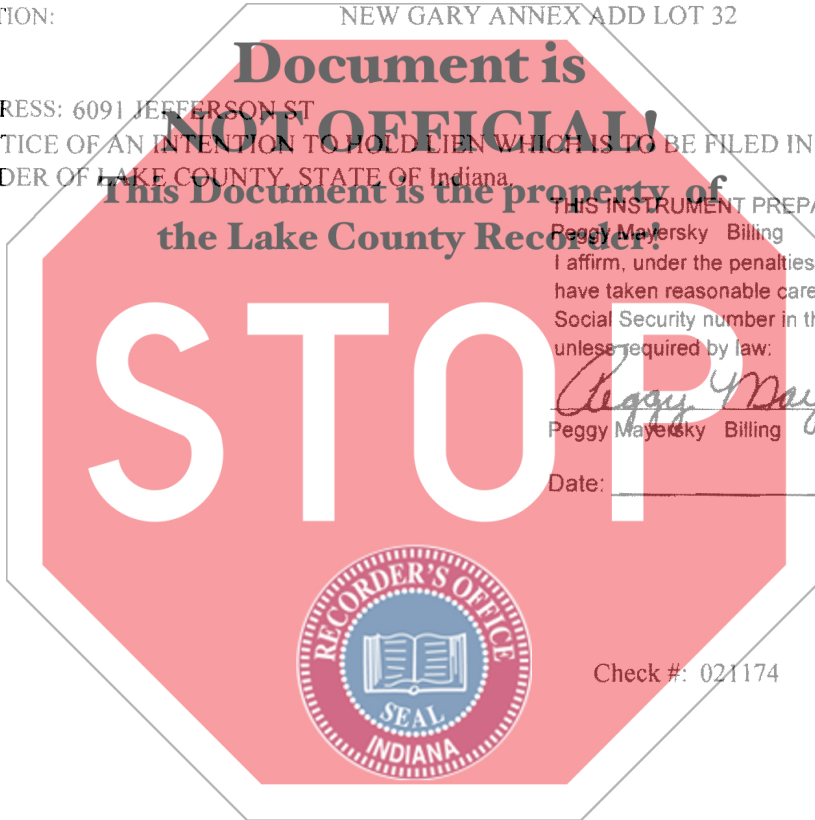 TION: NEW GARY ANNEX ADD LOT 32
Document is
RESS: 6091 JEFFERSON ST
NOT OFFICIAL!
TICE OF AN INTENTION TO HOLD LIEN WHICH IS TO BE FILED IN
DER OF LAKE COUNTY, STATE OF Indiana,
This Document is the property of
the Lake County Recorder!
THIS INSTRUMENT PREPA
Peggy Mayersky Billing
I affirm, under the penalties
have taken reasonable care
Social Security number in th
unless required by law:
Peggy May
Peggy Mayersky Billing
Date:
STOP
RECORDER'S OFFICE
SEAL
INDIANA
Check #: 021174